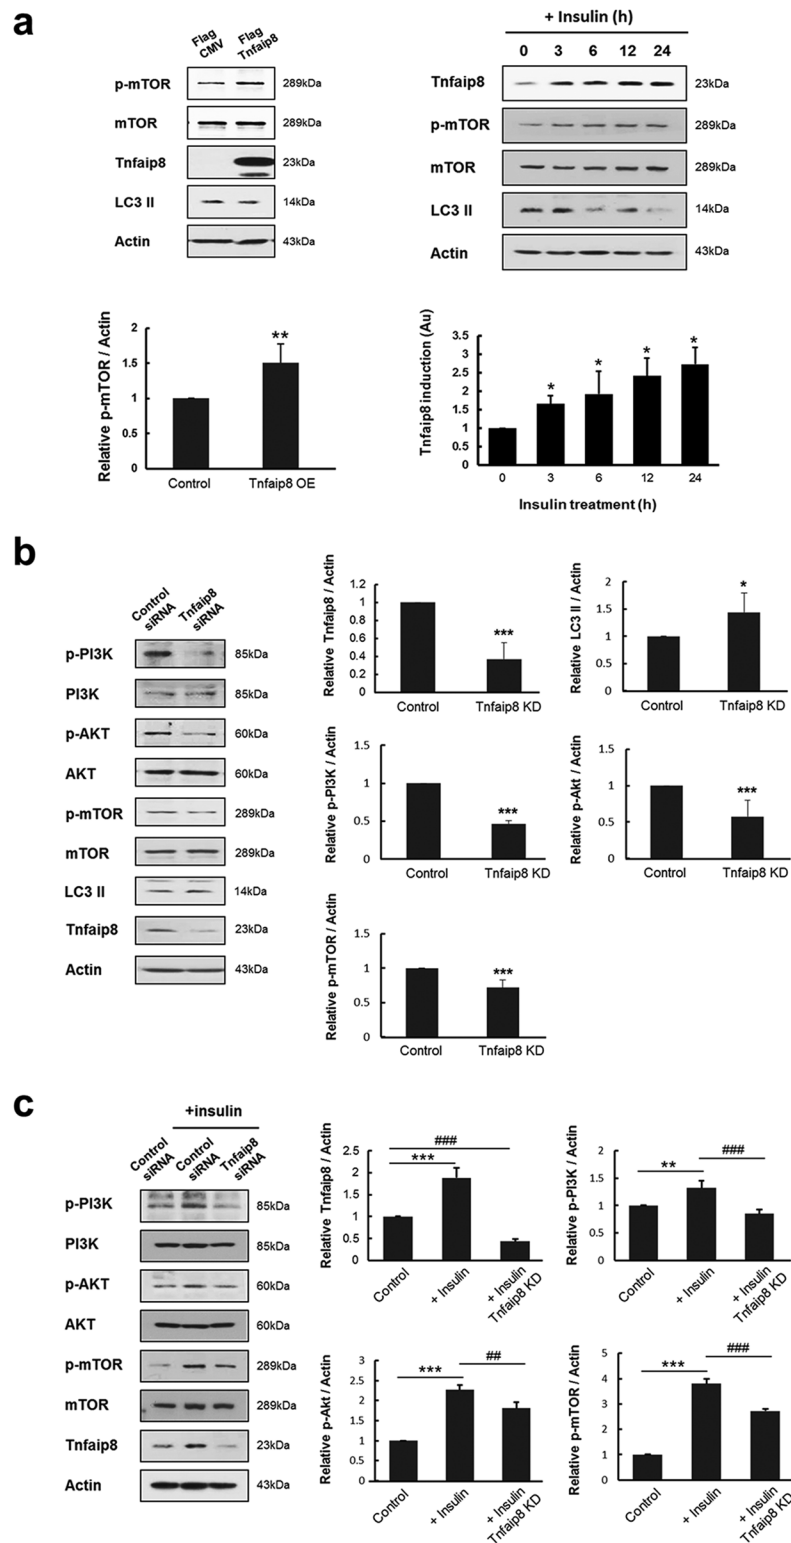 a
Flag
CMV
Flag
Tnfaip8
p-mTOR
289kDa
mTOR
289kDa
Tnfaip8
23kDa
LC3 II
14kDa
Actin
43kDa
+ Insulin (h)
0 3 6 12 24
Tnfaip8
23kDa
p-mTOR
289kDa
mTOR
289kDa
LC3 II
14kDa
Actin
43kDa
Relative p-mTOR / Actin
2
1.5
1
0.5
0
**
Control
Tnfaip8 OE
Tnfaip8 induction (Au)
3.5
3
2.5
2
1.5
1
0.5
0
*
*
*
*
0 3 6 12 24
Insulin treatment (h)
b
Control
siRNA
Tnfaip8
siRNA
p-PI3K
85kDa
PI3K
85kDa
p-AKT
60kDa
AKT
60kDa
p-mTOR
289kDa
mTOR
289kDa
LC3 II
14kDa
Tnfaip8
23kDa
Actin
43kDa
Relative Tnfaip8 / Actin
1.2
1
0.8
0.6
0.4
0.2
0
***
Control
Tnfaip8 KD
Relative LC3 II / Actin
2
1.5
1
0.5
0
*
Control
Tnfaip8 KD
Relative p-PI3K / Actin
1.5
1
0.5
0
***
Control
Tnfaip8 KD
Relative p-Akt / Actin
1.5
1
0.5
0
***
Control
Tnfaip8 KD
Relative p-mTOR / Actin
1.5
1
0.5
0
***
Control
Tnfaip8 KD
c
+insulin
Control
siRNA
Control
siRNA
Tnfaip8
siRNA
p-PI3K
85kDa
PI3K
85kDa
p-AKT
60kDa
AKT
60kDa
p-mTOR
289kDa
mTOR
289kDa
Tnfaip8
23kDa
Actin
43kDa
Relative Tnfaip8 / Actin
2.5
2
1.5
1
0.5
0
###
***
Control
+ Insulin
+ Insulin
Tnfaip8 KD
Relative p-PI3K / Actin
2
1.5
1
0.5
0
**
###
Control
+ Insulin
+ Insulin
Tnfaip8 KD
Relative p-Akt / Actin
3
2.5
2
1.5
1
0.5
0
***
##
Control
+ Insulin
+ Insulin
Tnfaip8 KD
Relative p-mTOR / Actin
5
4
3
2
1
0
***
###
Control
+ Insulin
+ Insulin
Tnfaip8 KD